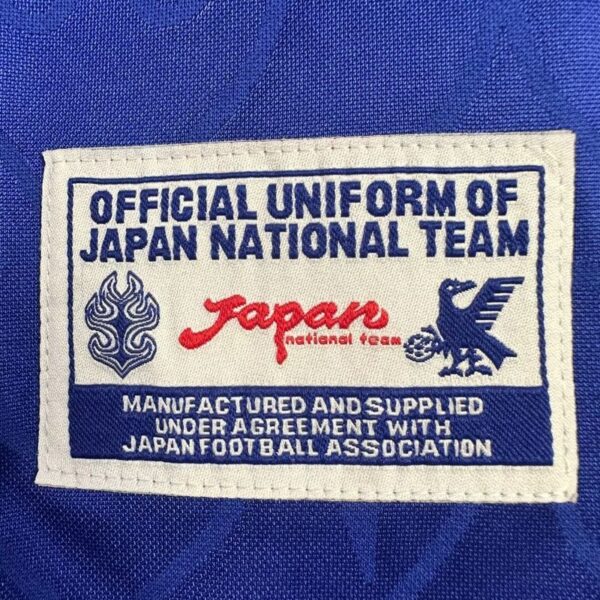 OFFICIAL UNIFORM OF
JAPAN NATIONAL TEAM
Japan
national team
MANUFACTURED AND SUPPLIED
UNDER AGREEMENT WITH
JAPAN FOOTBALL ASSOCIATION